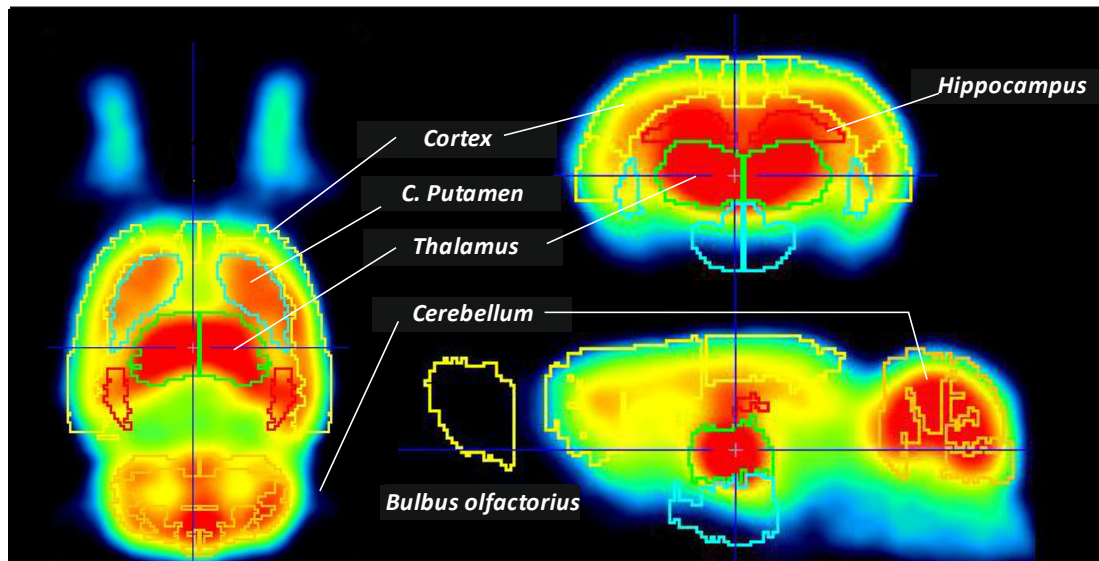 Hippocampus
Cortex
C. Putamen
Thalamus
Cerebellum
Bulbus olfactorius